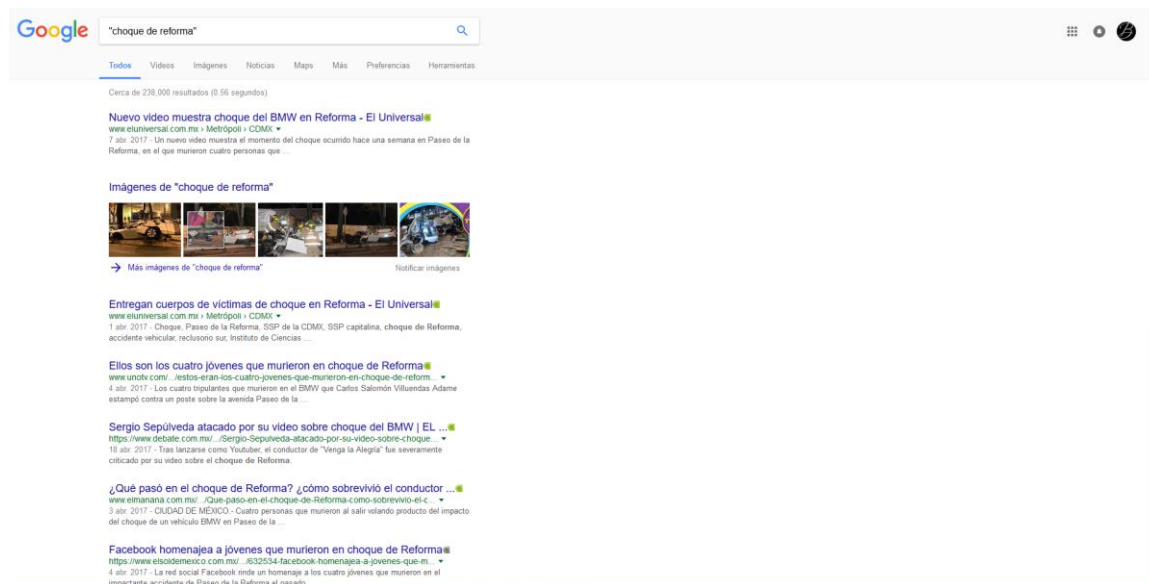 Google
"choque de reforma"
Todos Vídeos Imágenes Noticias Maps Más Preferencias Herramientas
Cerca de 238,000 resultados (0.56 segundos)
Nuevo video muestra choque del BMW en Reforma - El Universal
www.eluniversal.com.mx › Metrópoli › CDMX
7 abr. 2017 - Un nuevo video muestra el momento del choque ocurrido hace una semana en Paseo de la
Reforma, en el que murieron cuatro personas que ...
Imágenes de "choque de reforma"
Más imágenes de "choque de reforma" Notificar imágenes
Entregan cuerpos de víctimas de choque en Reforma - El Universal
www.eluniversal.com.mx › Metrópoli › CDMX
1 abr. 2017 - Choque, Paseo de la Reforma, SSP de la CDMX, SSP capitalina, choque de Reforma,
accidente vehicular, reclusorio sur, Instituto de Ciencias ...
Ellos son los cuatro jóvenes que murieron en choque de Reforma
www.unotv.com/.../estos-eran-los-cuatro-jovenes-que-murieron-en-choque-de-reform...
4 abr. 2017 - Los cuatro tripulantes que murieron en el BMW que Carlos Salomón Villuendas Adame
estampó contra un poste sobre la avenida Paseo de la ...
Sergio Sepúlveda atacado por su video sobre choque del BMW | EL ...
https://www.debate.com.mx/.../Sergio-Sepulveda-atacado-por-su-video-sobre-choque...
18 abr. 2017 - Tras lanzarse como Youtuber, el conductor de "Venga la Alegría" fue severamente
criticado por su video sobre el choque de Reforma.
¿Qué pasó en el choque de Reforma? ¿cómo sobrevivió el conductor ...
www.elmanana.com.mx/.../Que-paso-en-el-choque-de-Reforma-como-sobrevivio-el-c...
3 abr. 2017 - CIUDAD DE MÉXICO.- Cuatro personas que murieron al salir volando producto del impacto
del choque de un vehículo BMW en Paseo de la ...
Facebook homenajea a jóvenes que murieron en choque de Reforma
https://www.elsoldemexico.com.mx/.../632534-facebook-homenajea-a-jovenes-que-m...
4 abr. 2017 - La red social Facebook rinde un homenaje a los cuatro jóvenes que murieron en el
impactante accidente de Paseo de la Reforma el pasado